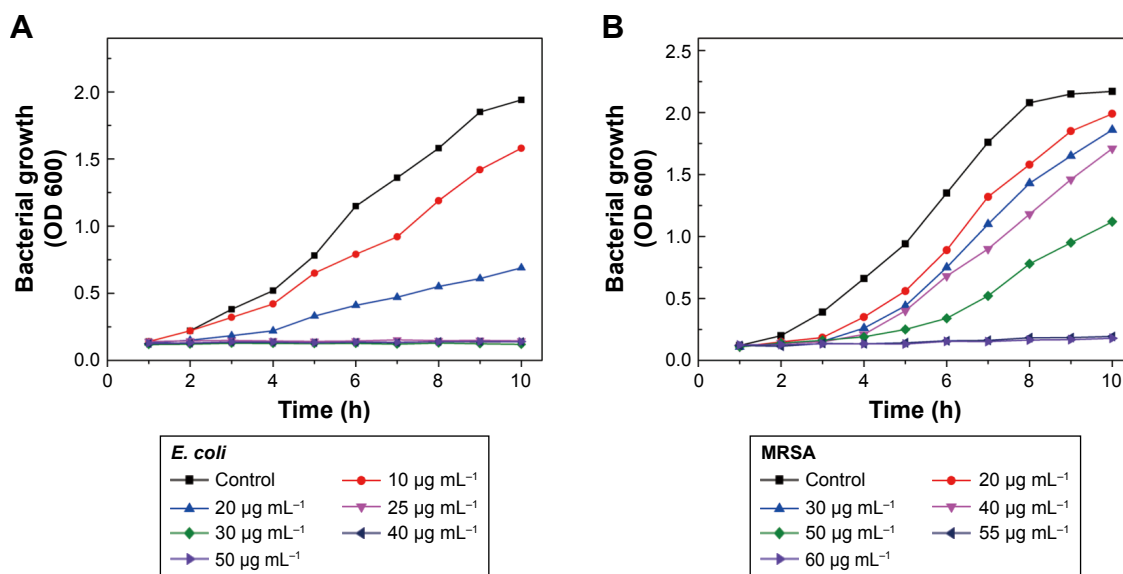 A
Bacterial growth
(OD 600)
2.0
1.5
1.0
0.5
0.0
0 2 4 6 8 10
Time (h)
E. coli
Control
10 µg mL⁻¹
20 µg mL⁻¹
25 µg mL⁻¹
30 µg mL⁻¹
40 µg mL⁻¹
50 µg mL⁻¹
B
Bacterial growth
(OD 600)
2.5
2.0
1.5
1.0
0.5
0.0
0 2 4 6 8 10
Time (h)
MRSA
Control
20 µg mL⁻¹
30 µg mL⁻¹
40 µg mL⁻¹
50 µg mL⁻¹
55 µg mL⁻¹
60 µg mL⁻¹